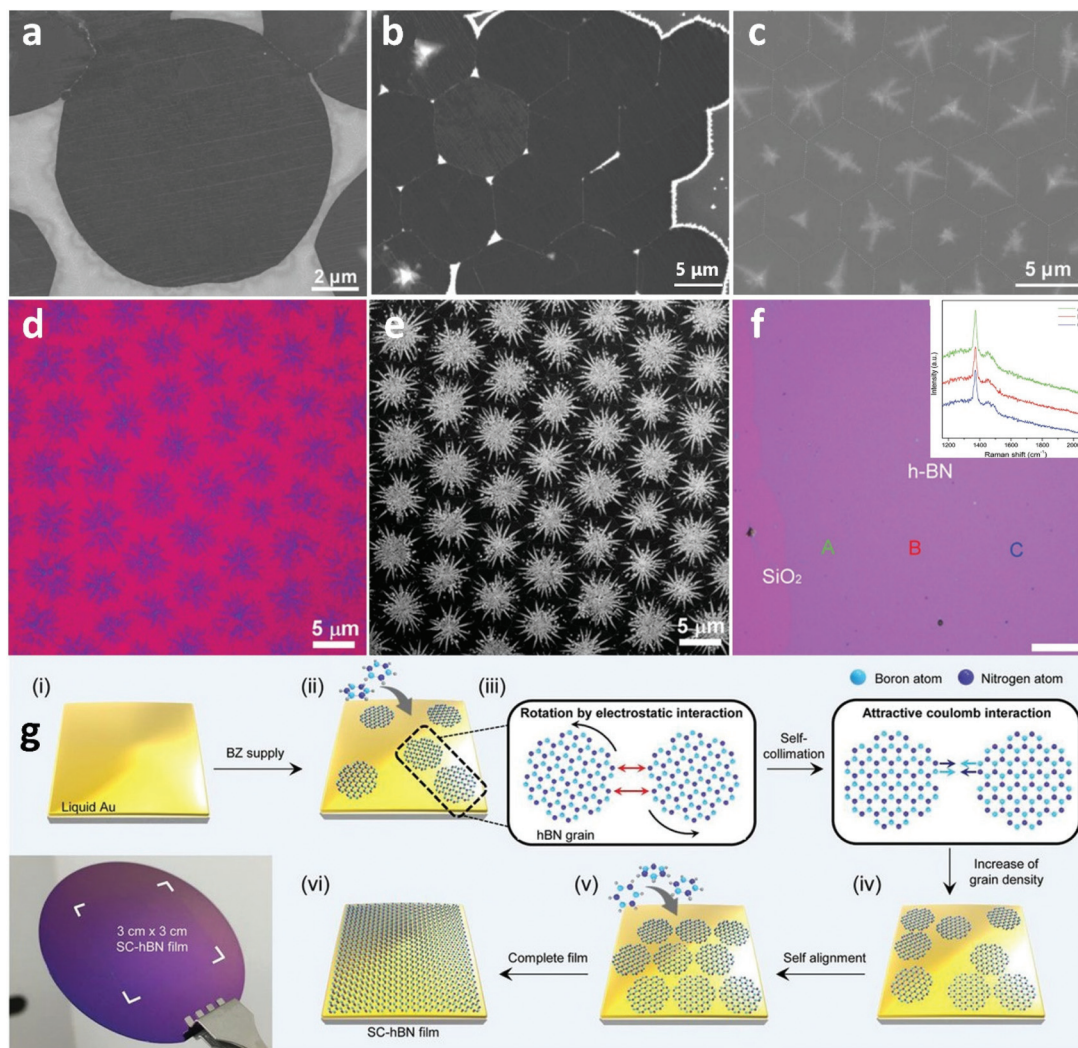 a
2 μm
b
5 μm
c
5 μm
d
5 μm
e
5 μm
f
Intensity (a.u.)
1200 1400 1600 1800 2000
Raman shift (cm⁻¹)
h-BN
A
B
C
SiO₂
g
(i)
Liquid Au
BZ supply
(ii)
(iii)
Rotation by electrostatic interaction
hBN grain
Self-
collimation
Boron atom
Nitrogen atom
Attractive coulomb interaction
Increase of
grain density
(iv)
Self alignment
(v)
Complete film
(vi)
SC-hBN film
3 cm x 3 cm
SC-hBN film